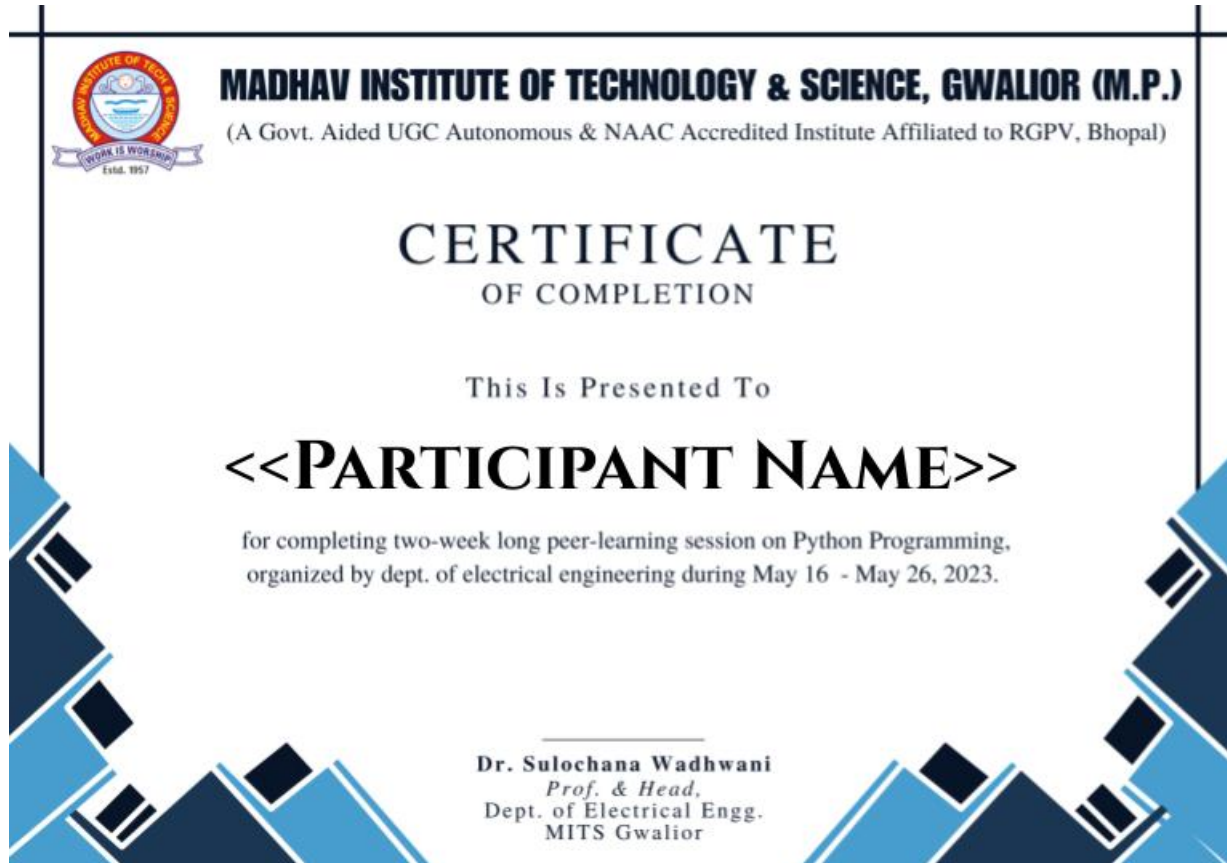 MADHAV INSTITUTE OF TECH & SCIENCE
WORK IS WORSHIP
Estd. 1957
MADHAV INSTITUTE OF TECHNOLOGY & SCIENCE, GWALIOR (M.P.)
(A Govt. Aided UGC Autonomous & NAAC Accredited Institute Affiliated to RGPV, Bhopal)
CERTIFICATE
OF COMPLETION
This Is Presented To
<<PARTICIPANT NAME>>
for completing two-week long peer-learning session on Python Programming,
organized by dept. of electrical engineering during May 16 - May 26, 2023.
Dr. Sulochana Wadhwani
Prof. & Head,
Dept. of Electrical Engg.
MITS Gwalior